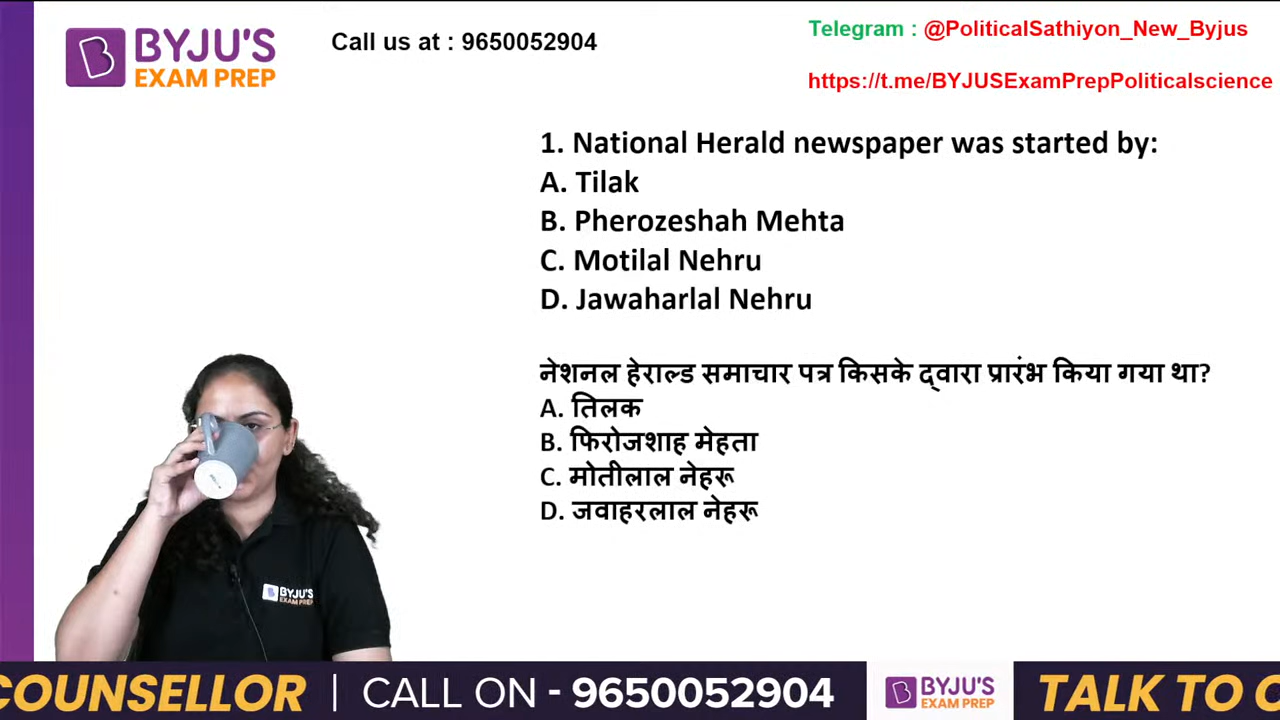 BYJU'S
EXAM PREP
Call us at : 9650052904
Telegram : @PoliticalSathiyon_New_Byjus
https://t.me/BYJUSExamPrepPoliticalscience
1. National Herald newspaper was started by:
A. Tilak
B. Pherozeshah Mehta
C. Motilal Nehru
D. Jawaharlal Nehru
नेशनल हेराल्ड समाचार पत्र किसके द्वारा प्रारंभ किया गया था?
A. तिलक
B. फिरोजशाह मेहता
C. मोतीलाल नेहरू
D. जवाहरलाल नेहरू
BYJU'S
EXAM PREP
COUNSELLOR | CALL ON - 9650052904 BYJU'S EXAM PREP TALK TO